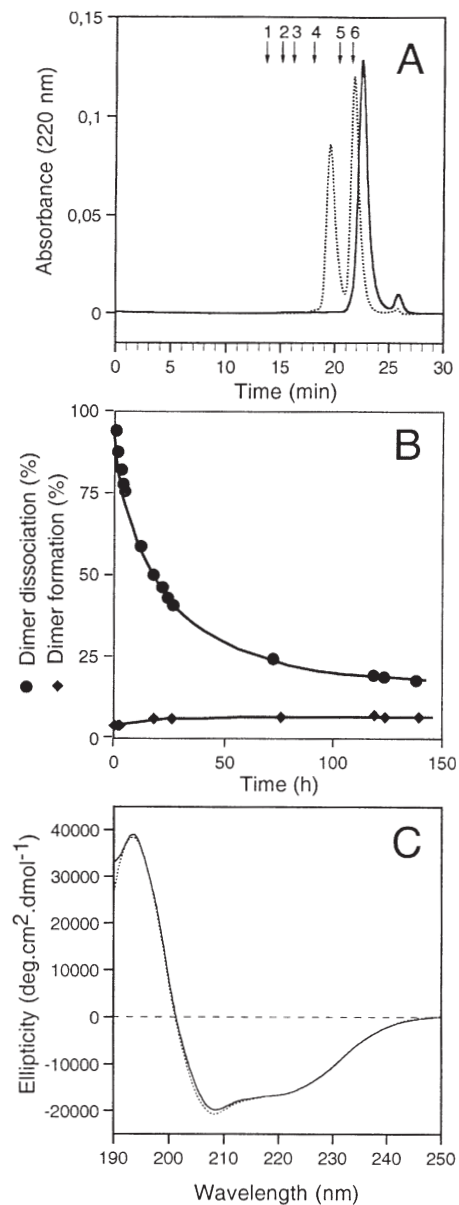 0,15
1 2 3 4 5 6
A
0,1
0,05
0
Absorbance (220 nm)
0 5 10 15 20 25 30
Time (min)
100
B
75
50
25
0
● Dimer dissociation (%)
◆ Dimer formation (%)
0 50 100 150
Time (h)
40000
C
30000
20000
10000
0
-10000
-20000
Ellipticity (deg.cm2.dmol-1)
190 200 210 220 230 240 250
Wavelength (nm)